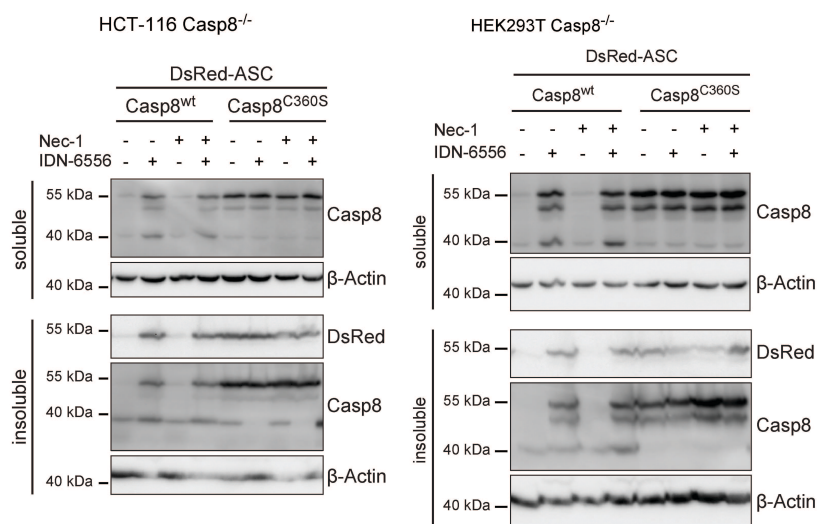 HCT-116 Casp8-/-
DsRed-ASC
Casp8wt Casp8C360S
Nec-1 - - + + - - + +
IDN-6556 - + - + - + - +
soluble
55 kDa
40 kDa
Casp8
40 kDa
β-Actin
insoluble
55 kDa
DsRed
55 kDa
40 kDa
Casp8
40 kDa
β-Actin
HEK293T Casp8-/-
DsRed-ASC
Casp8wt Casp8C360S
Nec-1 - - + + - - + +
IDN-6556 - + - + - + - +
soluble
55 kDa
40 kDa
Casp8
40 kDa
β-Actin
insoluble
55 kDa
DsRed
55 kDa
40 kDa
Casp8
40 kDa
β-Actin